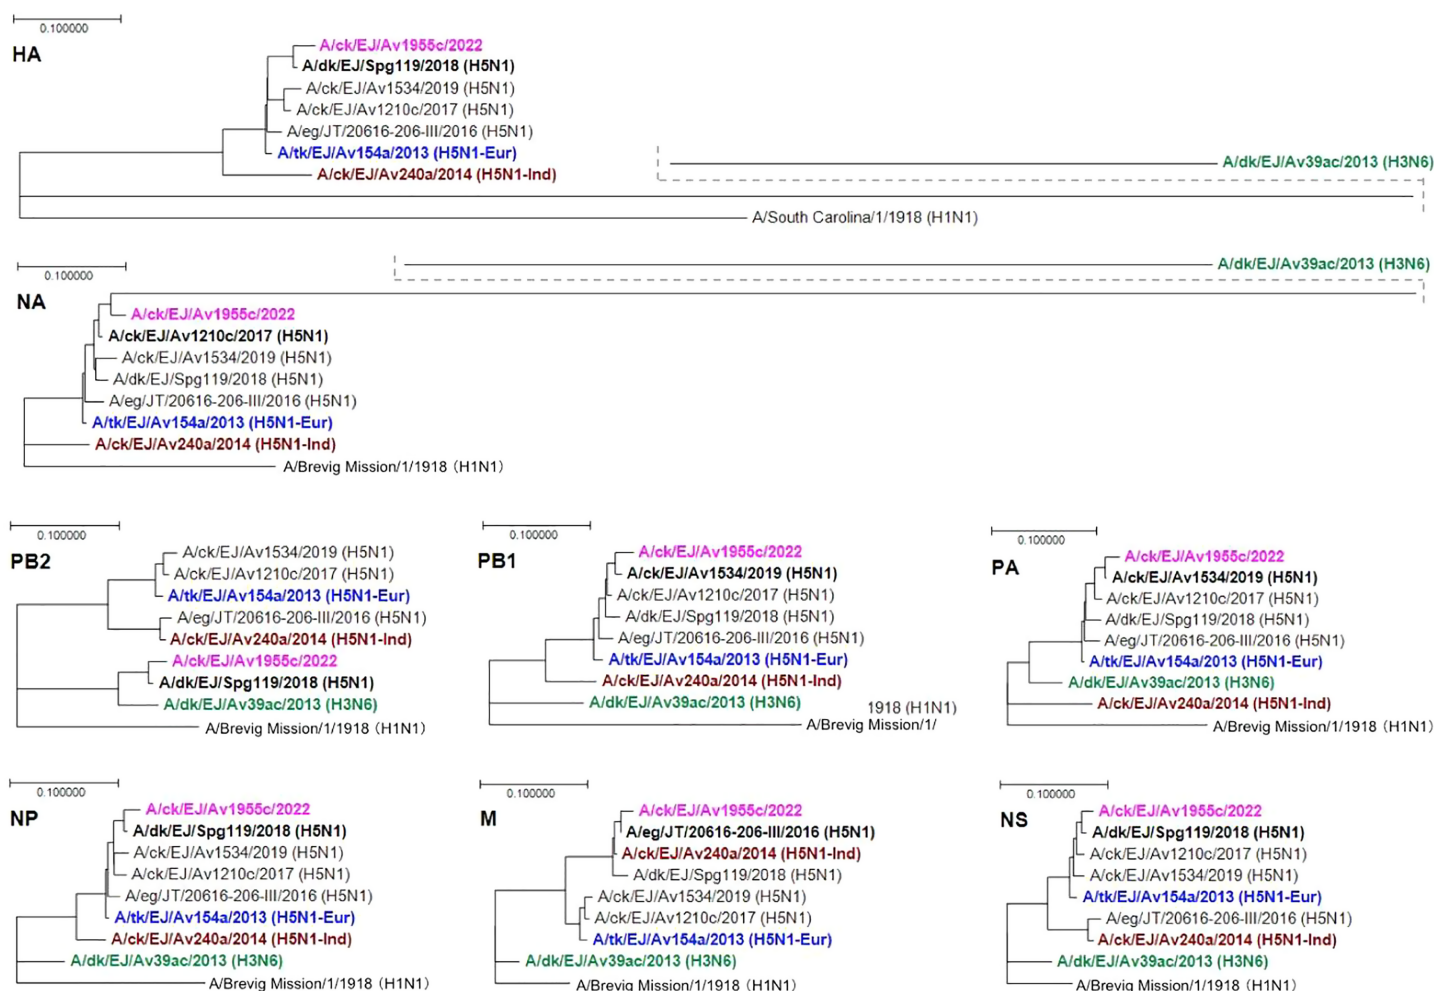 0.100000
HA
A/ck/EJ/Av1955c/2022
A/dk/EJ/Spg119/2018 (H5N1)
A/ck/EJ/Av1534/2019 (H5N1)
A/ck/EJ/Av1210c/2017 (H5N1)
A/eg/JT/20616-206-III/2016 (H5N1)
A/tk/EJ/Av154a/2013 (H5N1-Eur)
A/dk/EJ/Av39ac/2013 (H3N6)
A/ck/EJ/Av240a/2014 (H5N1-Ind)
A/South Carolina/1/1918 (H1N1)
0.100000
A/dk/EJ/Av39ac/2013 (H3N6)
NA
A/ck/EJ/Av1955c/2022
A/ck/EJ/Av1210c/2017 (H5N1)
A/ck/EJ/Av1534/2019 (H5N1)
A/dk/EJ/Spg119/2018 (H5N1)
A/eg/JT/20616-206-III/2016 (H5N1)
A/tk/EJ/Av154a/2013 (H5N1-Eur)
A/ck/EJ/Av240a/2014 (H5N1-Ind)
A/Brevig Mission/1/1918 (H1N1)
0.100000
PB2
A/ck/EJ/Av1534/2019 (H5N1)
A/ck/EJ/Av1210c/2017 (H5N1)
A/tk/EJ/Av154a/2013 (H5N1-Eur)
A/eg/JT/20616-206-III/2016 (H5N1)
A/ck/EJ/Av240a/2014 (H5N1-Ind)
A/ck/EJ/Av1955c/2022
A/dk/EJ/Spg119/2018 (H5N1)
A/dk/EJ/Av39ac/2013 (H3N6)
A/Brevig Mission/1/1918 (H1N1)
0.100000
PB1
A/ck/EJ/Av1955c/2022
A/ck/EJ/Av1534/2019 (H5N1)
A/ck/EJ/Av1210c/2017 (H5N1)
A/dk/EJ/Spg119/2018 (H5N1)
A/eg/JT/20616-206-III/2016 (H5N1)
A/tk/EJ/Av154a/2013 (H5N1-Eur)
A/ck/EJ/Av240a/2014 (H5N1-Ind)
A/dk/EJ/Av39ac/2013 (H3N6)
1918 (H1N1)
A/Brevig Mission/1/
0.100000
PA
A/ck/EJ/Av1955c/2022
A/ck/EJ/Av1534/2019 (H5N1)
A/ck/EJ/Av1210c/2017 (H5N1)
A/dk/EJ/Spg119/2018 (H5N1)
A/eg/JT/20616-206-III/2016 (H5N1)
A/tk/EJ/Av154a/2013 (H5N1-Eur)
A/dk/EJ/Av39ac/2013 (H3N6)
A/ck/EJ/Av240a/2014 (H5N1-Ind)
A/Brevig Mission/1/1918 (H1N1)
0.100000
NP
A/ck/EJ/Av1955c/2022
A/dk/EJ/Spg119/2018 (H5N1)
A/ck/EJ/Av1534/2019 (H5N1)
A/ck/EJ/Av1210c/2017 (H5N1)
A/eg/JT/20616-206-III/2016 (H5N1)
A/tk/EJ/Av154a/2013 (H5N1-Eur)
A/ck/EJ/Av240a/2014 (H5N1-Ind)
A/dk/EJ/Av39ac/2013 (H3N6)
A/Brevig Mission/1/1918 (H1N1)
0.100000
M
A/ck/EJ/Av1955c/2022
A/eg/JT/20616-206-III/2016 (H5N1)
A/ck/EJ/Av240a/2014 (H5N1-Ind)
A/dk/EJ/Spg119/2018 (H5N1)
A/ck/EJ/Av1534/2019 (H5N1)
A/ck/EJ/Av1210c/2017 (H5N1)
A/tk/EJ/Av154a/2013 (H5N1-Eur)
A/dk/EJ/Av39ac/2013 (H3N6)
A/Brevig Mission/1/1918 (H1N1)
0.100000
NS
A/ck/EJ/Av1955c/2022
A/dk/EJ/Spg119/2018 (H5N1)
A/ck/EJ/Av1210c/2017 (H5N1)
A/ck/EJ/Av1534/2019 (H5N1)
A/tk/EJ/Av154a/2013 (H5N1-Eur)
A/eg/JT/20616-206-III/2016 (H5N1)
A/ck/EJ/Av240a/2014 (H5N1-Ind)
A/dk/EJ/Av39ac/2013 (H3N6)
A/Brevig Mission/1/1918 (H1N1)